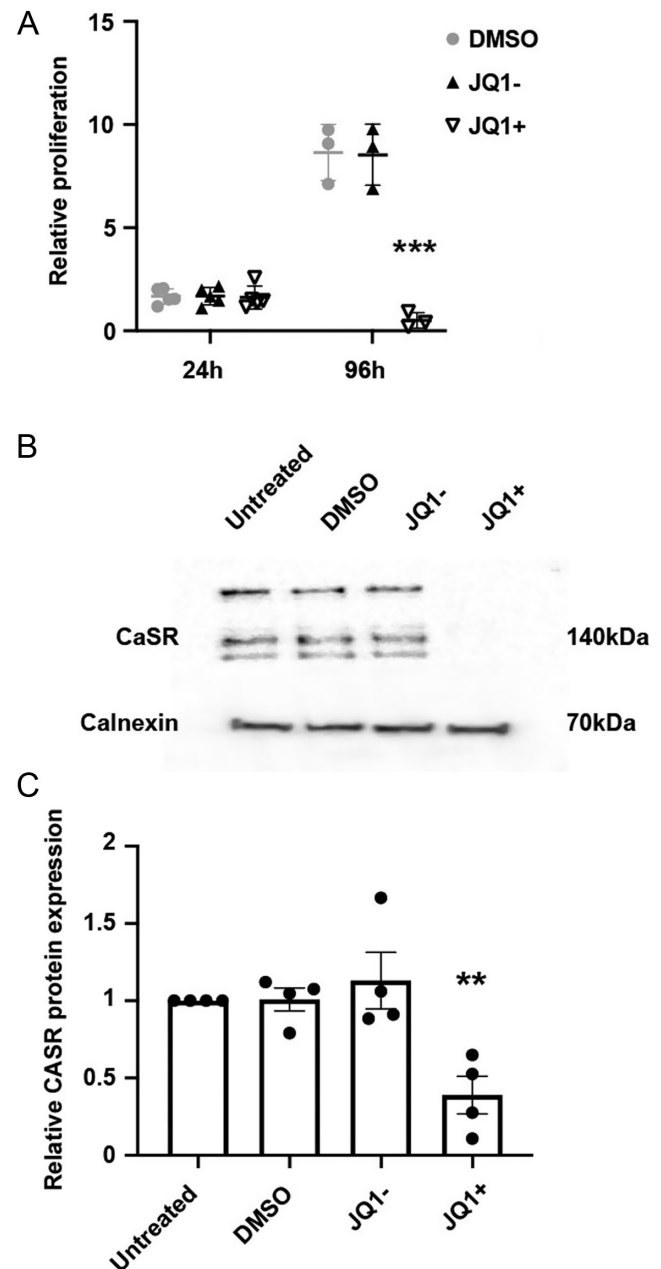 A
15
10
5
0
Relative proliferation
DMSO
JQ1-
JQ1+
***
24h
96h
B
Untreated
DMSO
JQ1-
JQ1+
CaSR
140kDa
Calnexin
70kDa
C
2
1.5
1
0.5
0
Relative CASR protein expression
**
Untreated
DMSO
JQ1-
JQ1+